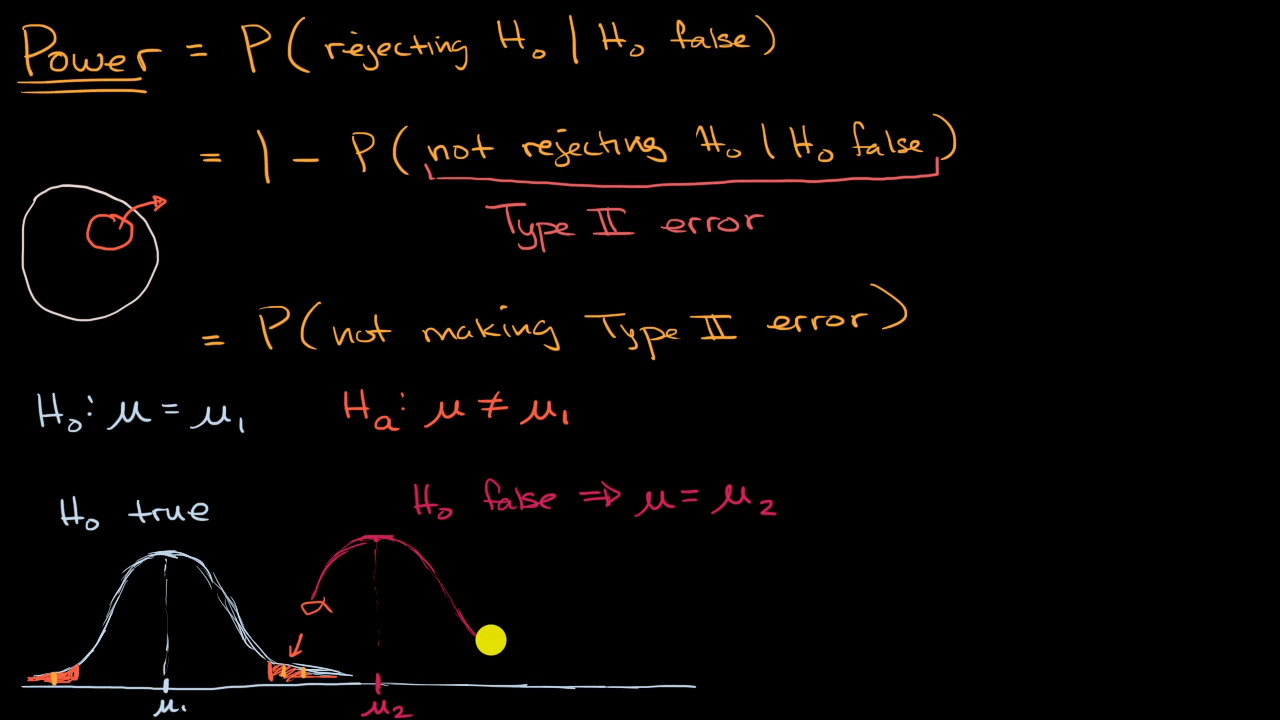 Power = P(rejecting H₀ | H₀ false)
= 1 - P(not rejecting H₀ | H₀ false)
Type II error
= P(not making Type II error)
H₀: μ = μ₁
Hₐ: μ ≠ μ₁
H₀ true
H₀ false ⇒ μ = μ₂
α
μ₁
μ₂